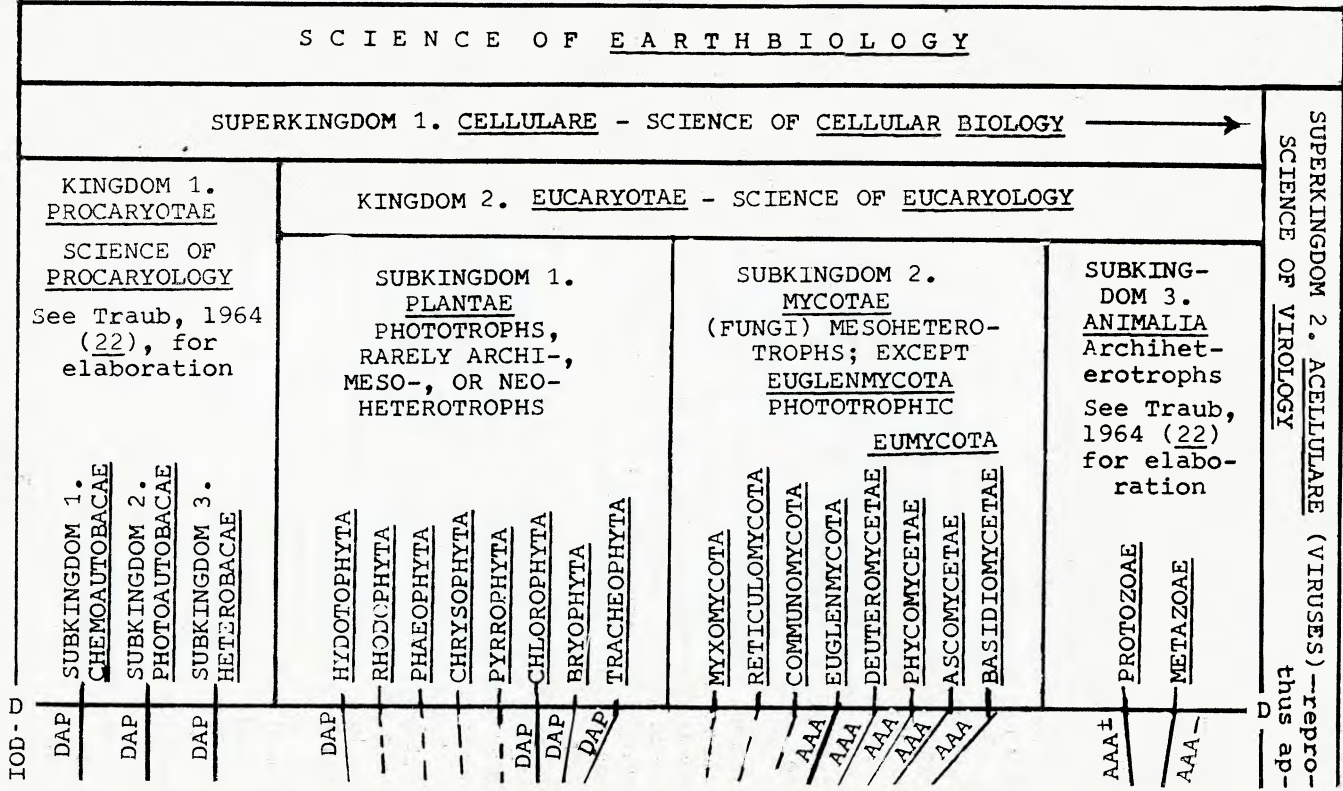 SCIENCE OF EARTHBIOLOGY
SUPERKINGDOM 1. CELLULARE - SCIENCE OF CELLULAR BIOLOGY
KINGDOM 1.
PROCARYOTAE
SCIENCE OF
PROCARYOLOGY
See Traub, 1964
(22), for
elaboration
SUBKINGDOM 1.
CHEMOAUTOBACAE
SUBKINGDOM 2.
PHOTOAUTOBACAE
SUBKINGDOM 3.
HETEROBACAE
KINGDOM 2. EUCARYOTAE - SCIENCE OF EUCARYOLOGY
SUBKINGDOM 1.
PLANTAE
PHOTOTROPHS,
RARELY ARCHI-,
MESO-, OR NEO-
HETEROTROPHS
HYDOTOPHYTA
RHODOPHYTA
PHAEOPHYTA
CHRYSOPHYTA
PYRROPHYTA
CHLOROPHYTA
BRYOPHYTA
TRACHEOPHYTA
SUBKINGDOM 2.
MYCOTAE
(FUNGI) MESOHETERO-
TROPHS; EXCEPT
EUGLENMYCOTA
PHOTOTROPHIC
EUMYCOTA
MYXOMYCOTA
RETICULOMYCOTA
COMMUNOMYCOTA
EUGLENMYCOTA
DEUTEROMYCETAE
PHYCOMYCETAE
ASCOMYCETAE
BASIDIOMYCETAE
SUBKING-
DOM 3.
ANIMALIA
Archihet-
erotrophs
See Traub,
1964 (22)
for elabo-
ration
PROTOZOAE
METAZOAE
SUPERKINGDOM 2. ACELLULARE (VIRUSES)—repro-
SCIENCE OF VIROLOGY thus ap-
D
D
IOD-
DAP
DAP
DAP
DAP
DAP
DAP
DAP
AAA
AAA
AAA
AAA
AAA
AAA±
AAA-